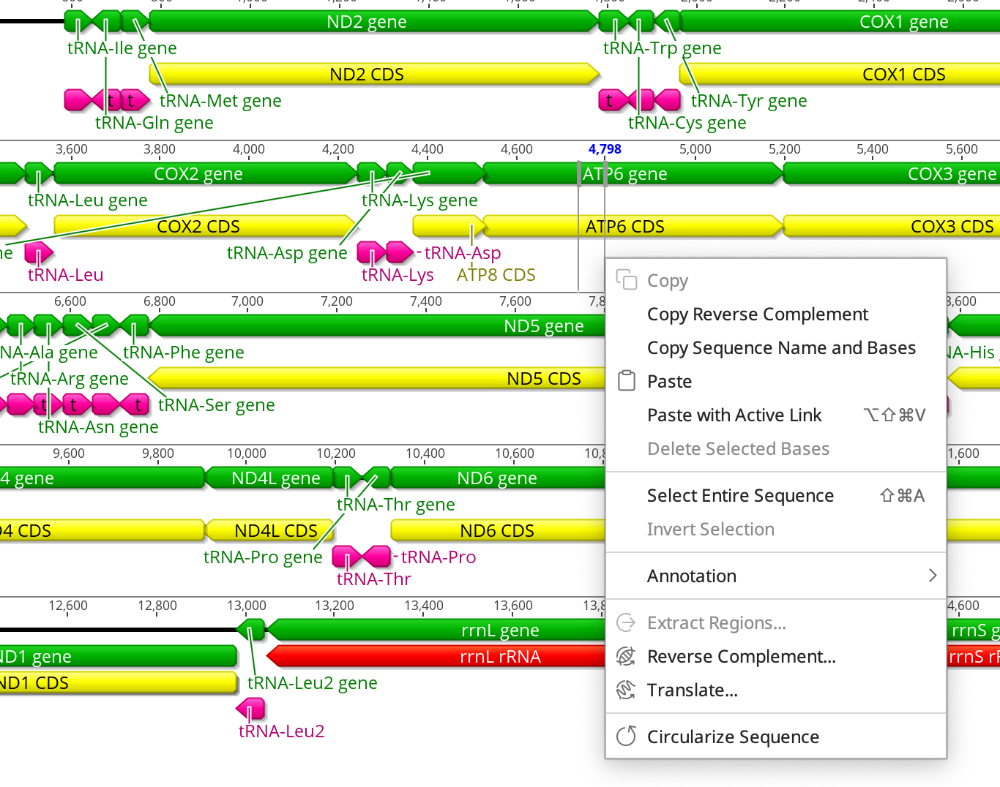 ND2 gene COX1 gene
tRNA-Ile gene tRNA-Trp gene
ND2 CDS COX1 CDS
t t tRNA-Met gene t tRNA-Tyr gene
tRNA-Gln gene tRNA-Cys gene
3,600 3,800 4,000 4,200 4,400 4,600 4,798 5,000 5,200 5,400 5,600
COX2 gene ATP6 gene COX3 gene
tRNA-Leu gene tRNA-Lys gene
COX2 CDS ATP6 CDS COX3 CDS
ne tRNA-Asp gene tRNA-Asp
tRNA-Leu tRNA-Lys ATP8 CDS
6,600 6,800 7,000 7,200 7,400 7,600 7,8 8,600
ND5 gene
NA-Ala gene tRNA-Phe gene NA-His
tRNA-Arg gene ND5 CDS
t t t tRNA-Ser gene
tRNA-Asn gene
9,600 9,800 10,000 10,200 10,400 10,600 10,8 1,600
4 gene ND4L gene ND6 gene
tRNA-Thr gene
04 CDS ND4L CDS ND6 CDS
tRNA-Pro gene tRNA-Pro
tRNA-Thr
12,600 12,800 13,000 13,200 13,400 13,600 13,8 4,600
rrnL gene rrnS g
ND1 gene rrnL rRNA rrnS rR
ND1 CDS tRNA-Leu2 gene
tRNA-Leu2
Copy
Copy Reverse Complement
Copy Sequence Name and Bases
Paste
Paste with Active Link ⌥⇧⌘V
Delete Selected Bases
Select Entire Sequence ⇧⌘A
Invert Selection
Annotation
Extract Regions...
Reverse Complement...
Translate...
Circularize Sequence